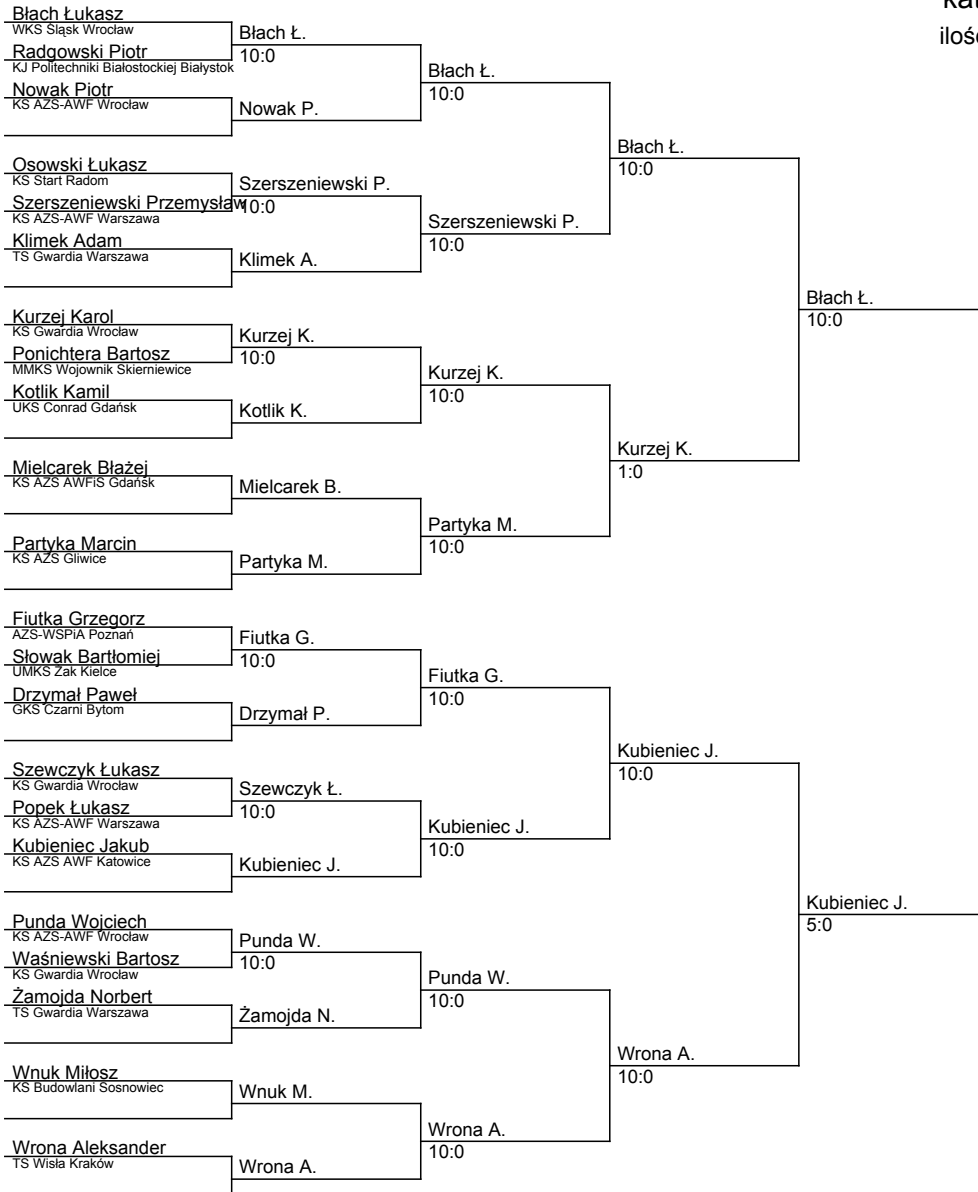 Błach Łukasz
WKS Śląsk Wrocław
Radgowski Piotr
KJ Politechniki Białostockiej Białystok
Nowak Piotr
KS AZS-AWF Wrocław
Osowski Łukasz
KS Start Radom
Szerszeniewski Przemysław
KS AZS-AWF Warszawa
Klimek Adam
TS Gwardia Warszawa
Kurzej Karol
KS Gwardia Wrocław
Ponichtera Bartosz
MMKS Wojownik Skierniewice
Kotlik Kamil
UKS Conrad Gdańsk
Mielcarek Błażej
KS AZS AWFiS Gdańsk
Partyka Marcin
KS AZS Gliwice
Fiutka Grzegorz
AZS-WSPiA Poznań
Słowak Bartłomiej
UMKS Żak Kielce
Drzymał Paweł
GKS Czarni Bytom
Szewczyk Łukasz
KS Gwardia Wrocław
Popek Łukasz
KS AZS-AWF Warszawa
Kubieniec Jakub
KS AZS AWF Katowice
Punda Wojciech
KS AZS-AWF Wrocław
Waśniewski Bartosz
KS Gwardia Wrocław
Żamojda Norbert
TS Gwardia Warszawa
Wnuk Miłosz
KS Budowlani Sosnowiec
Wrona Aleksander
TS Wisła Kraków
Błach Ł.
10:0
Nowak P.
Szerszeniewski P.
10:0
Klimek A.
Kurzej K.
10:0
Kotlik K.
Mielcarek B.
Partyka M.
Fiutka G.
10:0
Drzymał P.
Szewczyk Ł.
10:0
Kubieniec J.
Punda W.
10:0
Żamojda N.
Wnuk M.
Wrona A.
Błach Ł.
10:0
Szerszeniewski P.
10:0
Kurzej K.
10:0
Partyka M.
10:0
Fiutka G.
10:0
Kubieniec J.
10:0
Punda W.
10:0
Wrona A.
10:0
Błach Ł.
10:0
Kurzej K.
1:0
Kubieniec J.
10:0
Wrona A.
10:0
Błach Ł.
10:0
Kubieniec J.
5:0